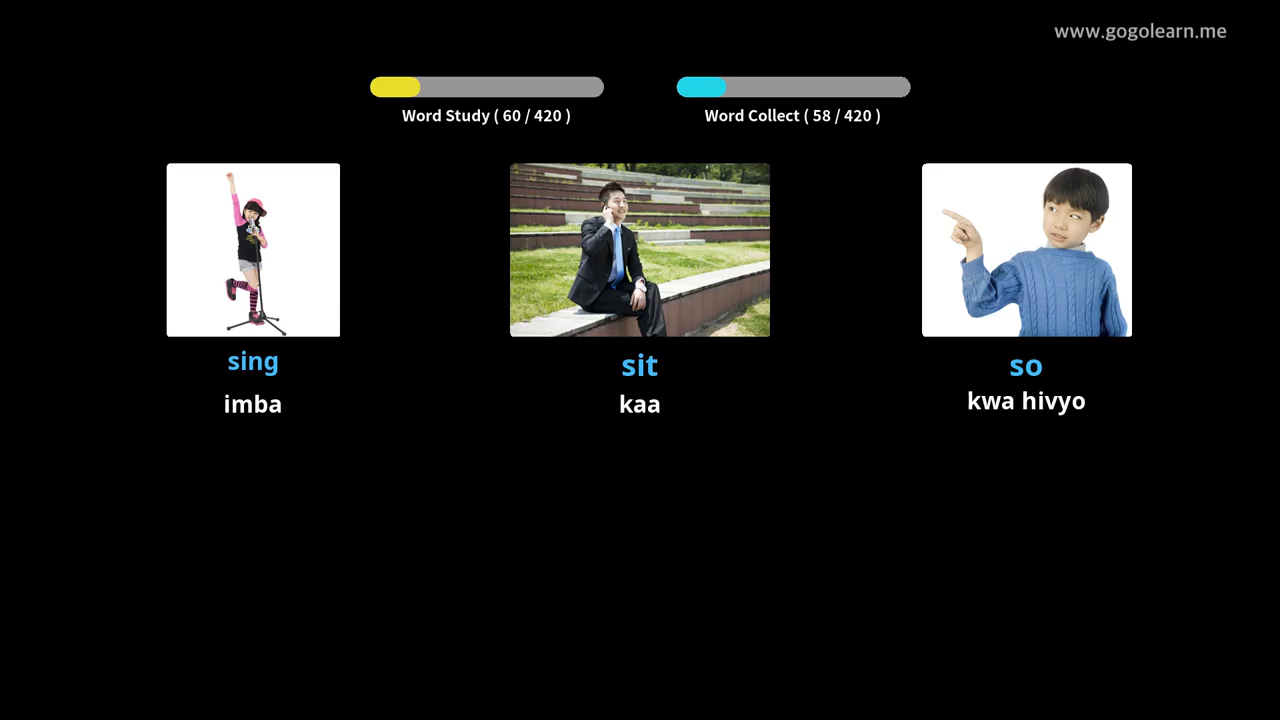 www.gogolearn.me
Word Study ( 60 / 420 )
Word Collect ( 58 / 420 )
sing
imba
sit
kaa
so
kwa hivyo